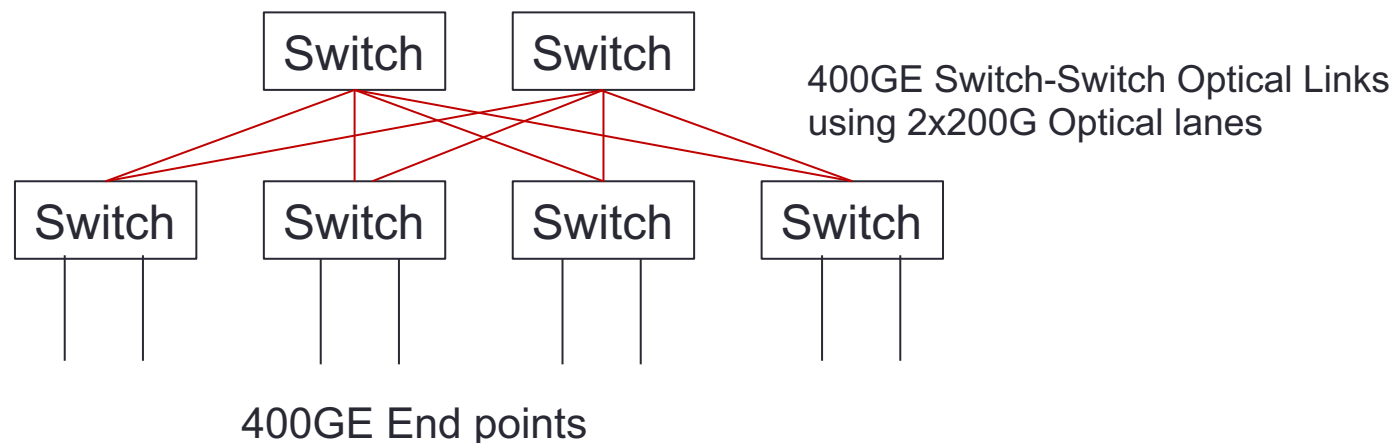 Switch
Switch
400GE Switch-Switch Optical Links
using 2x200G Optical lanes
Switch
Switch
Switch
Switch
400GE End points